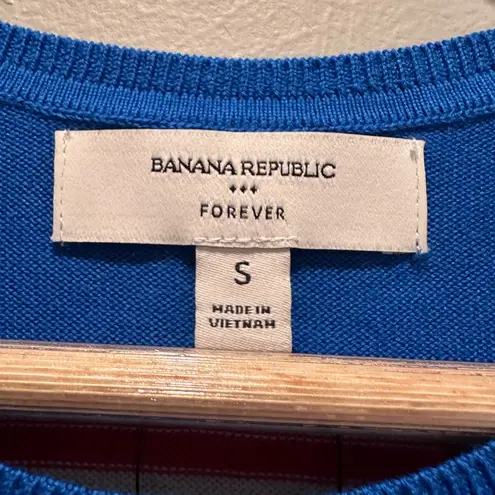 BANANA REPUBLIC
FOREVER
S
MADE IN
VIETNAM